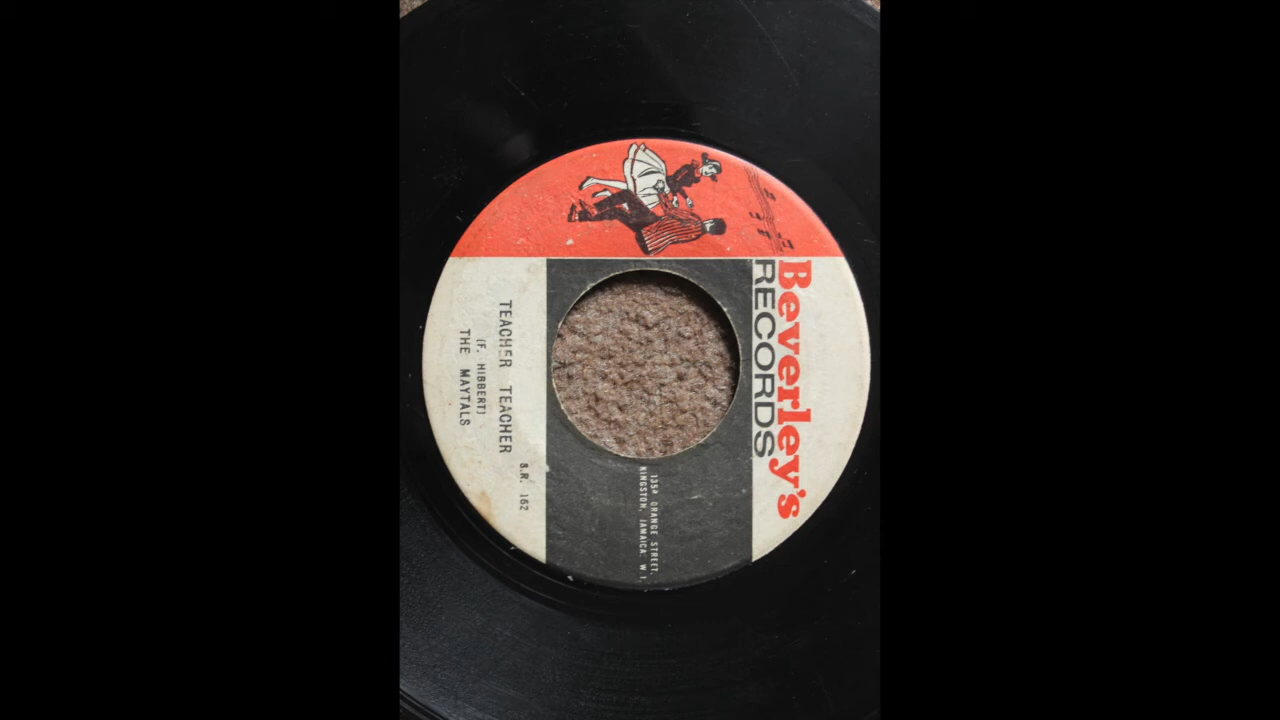 Beverley's
RECORDS
135A ORANGE STREET,
KINGSTON, JAMAICA. W.I.
S.R. 162
TEACHER TEACHER
(F. HIBBERT)
THE MAYTALS